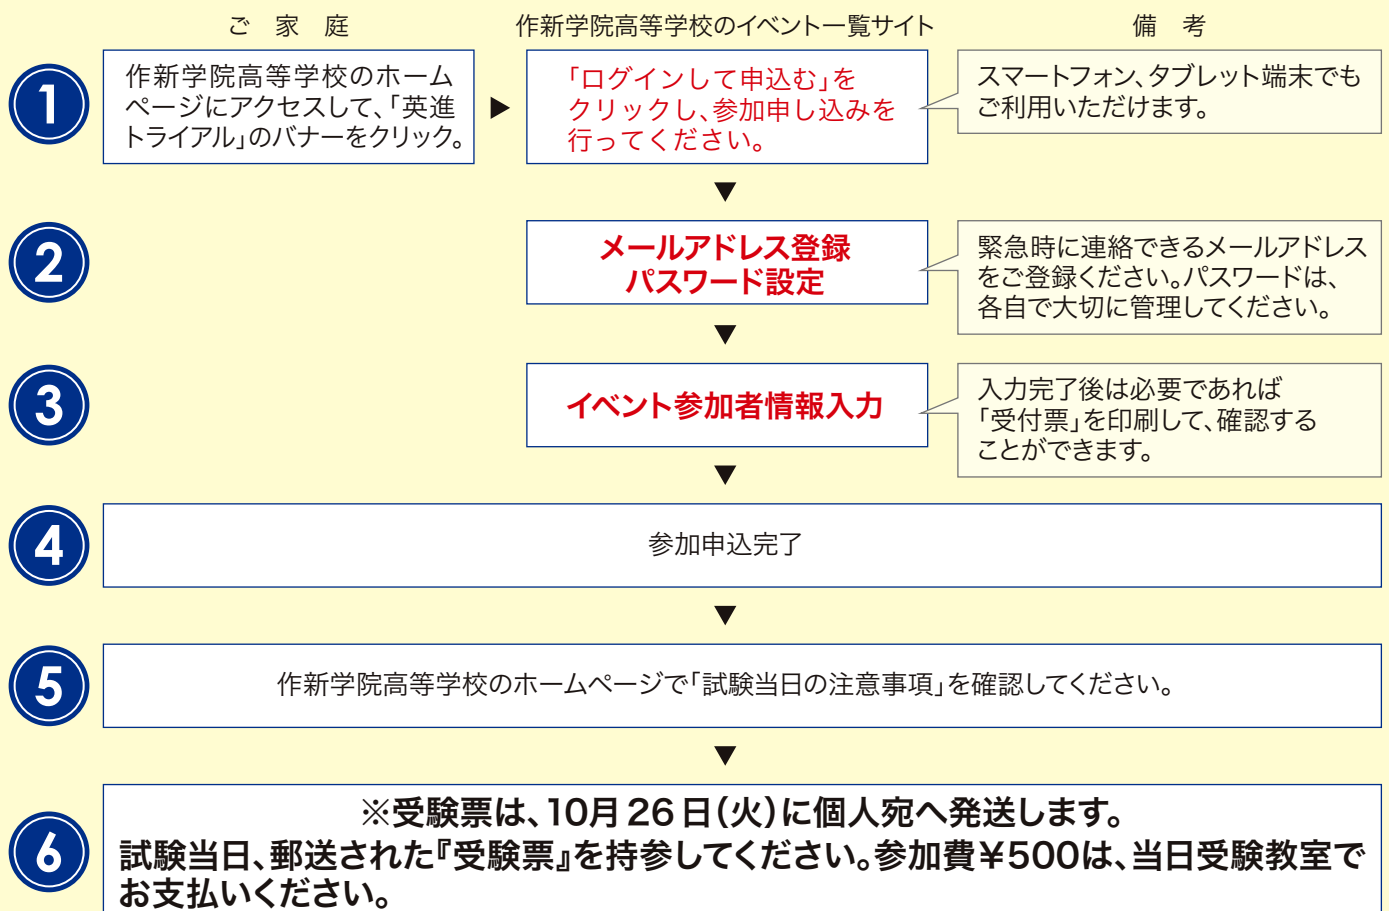 ご家庭
作新学院高等学校のイベント一覧サイト
備考
1
作新学院高等学校のホーム
ページにアクセスして、「英進
トライアル」のバナーをクリック。
▶
「ログインして申込む」を
クリックし、参加申し込みを
行ってください。
スマートフォン、タブレット端末でも
ご利用いただけます。
▼
2
メールアドレス登録
パスワード設定
緊急時に連絡できるメールアドレス
をご登録ください。パスワードは、
各自で大切に管理してください。
▼
3
イベント参加者情報入力
入力完了後は必要であれば
「受付票」を印刷して、確認する
ことができます。
▼
4
参加申込完了
▼
5
作新学院高等学校のホームページで「試験当日の注意事項」を確認してください。
▼
6
※受験票は、10月26日(火)に個人宛へ発送します。
試験当日、郵送された『受験票』を持参してください。参加費¥500は、当日受験教室で
お支払いください。